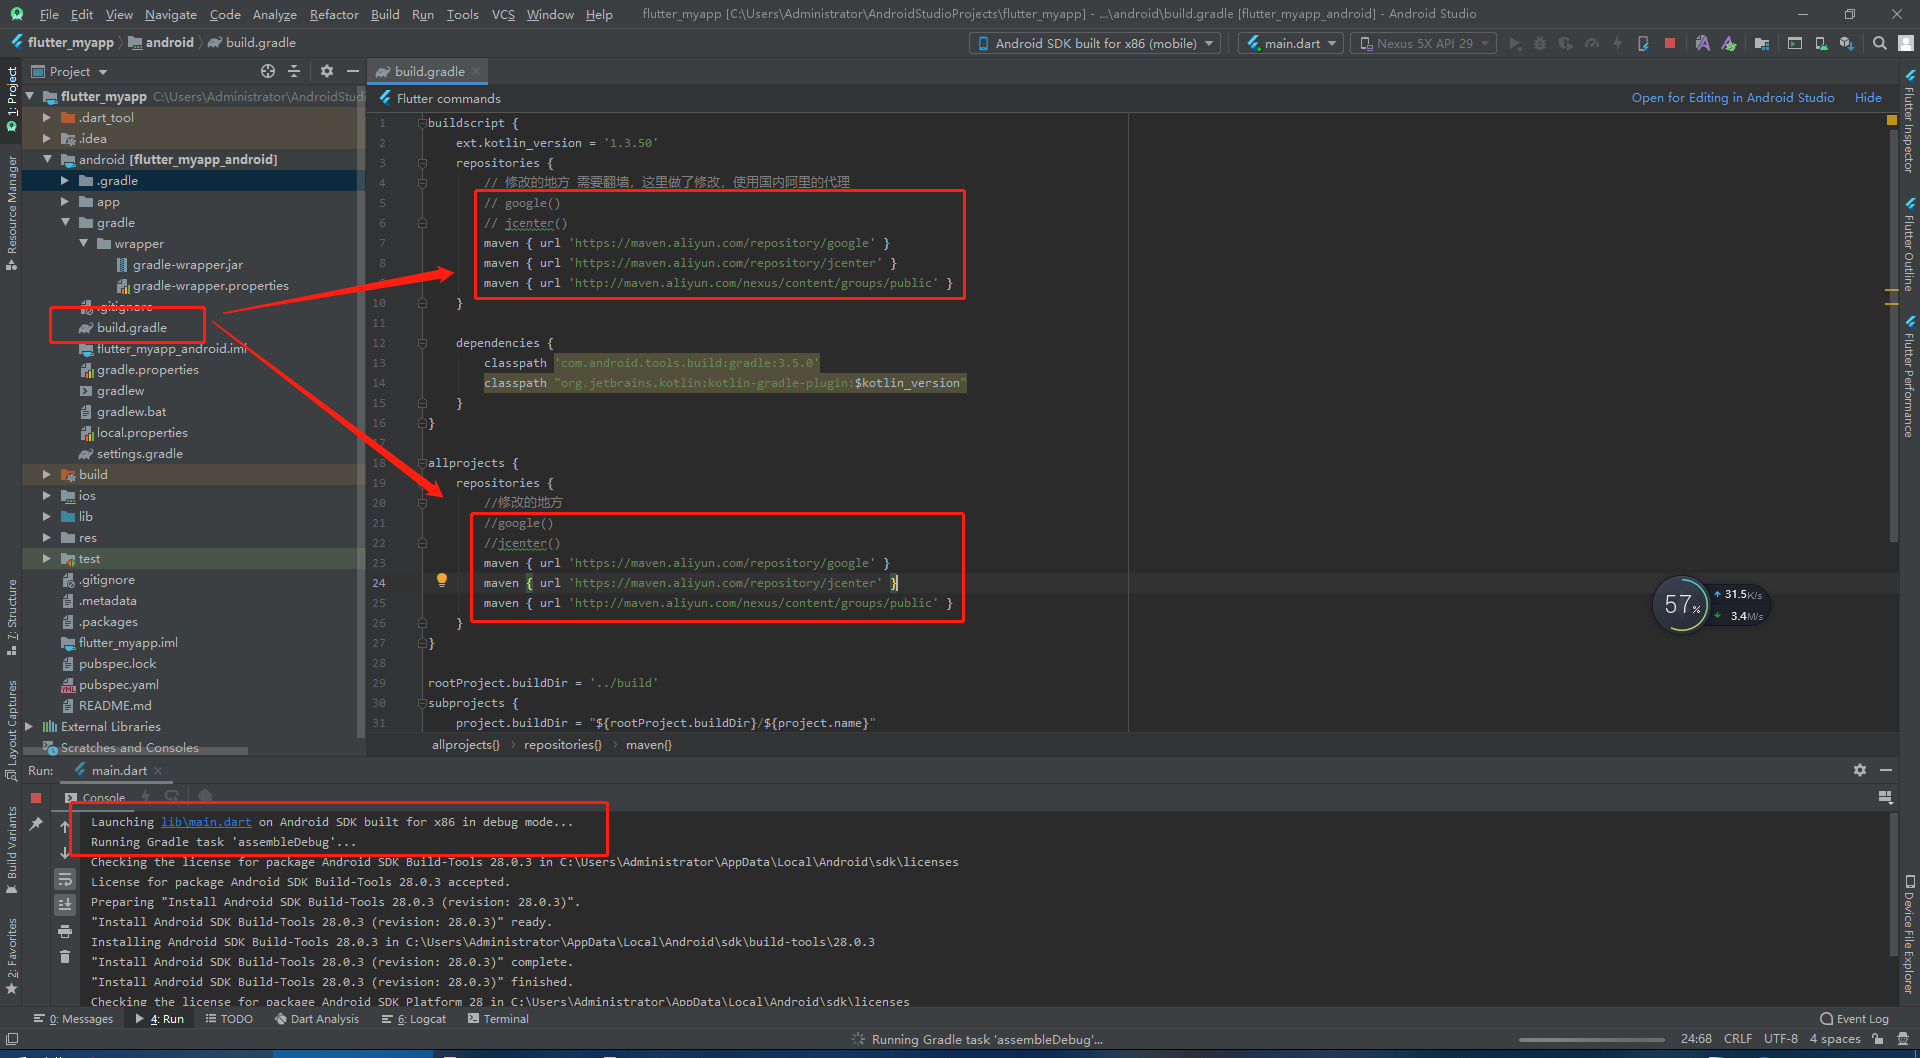 File Edit View Navigate Code Analyze Refactor Build Run Tools VCS Window Help flutter_myapp [C:\Users\Administrator\AndroidStudioProjects\flutter_myapp] - ...\android\build.gradle [flutter_myapp_android] - Android Studio
flutter_myapp android build.gradle Android SDK built for x86 (mobile) main.dart Nexus 5X API 29
Project build.gradle
Flutter commands Open for Editing in Android Studio Hide
1: Project
Resource Manager
7: Structure
Layout Captures
Build Variants
2: Favorites
flutter_myapp C:\Users\Administrator\AndroidStudi
.dart_tool
.idea
android [flutter_myapp_android]
.gradle
app
gradle
wrapper
gradle-wrapper.jar
gradle-wrapper.properties
.gitignore
build.gradle
flutter_myapp_android.iml
gradle.properties
gradlew
gradlew.bat
local.properties
settings.gradle
build
ios
lib
res
test
.gitignore
.metadata
.packages
flutter_myapp.iml
pubspec.lock
pubspec.yaml
README.md
External Libraries
Scratches and Consoles
1 buildscript {
2 ext.kotlin_version = '1.3.50'
3 repositories {
4 // 修改的地方 需要翻墙，这里做了修改，使用国内阿里的代理
5 // google()
6 // jcenter()
7 maven { url 'https://maven.aliyun.com/repository/google' }
8 maven { url 'https://maven.aliyun.com/repository/jcenter' }
maven { url 'http://maven.aliyun.com/nexus/content/groups/public' }
10 }
11
12 dependencies {
13 classpath 'com.android.tools.build:gradle:3.5.0'
14 classpath "org.jetbrains.kotlin:kotlin-gradle-plugin:$kotlin_version"
15 }
16 }
17
18 allprojects {
19 repositories {
20 //修改的地方
21 //google()
22 //jcenter()
23 maven { url 'https://maven.aliyun.com/repository/google' }
24 maven { url 'https://maven.aliyun.com/repository/jcenter' }
25 maven { url 'http://maven.aliyun.com/nexus/content/groups/public' }
26 }
27 }
28
29 rootProject.buildDir = '../build'
30 subprojects {
31 project.buildDir = "${rootProject.buildDir}/${project.name}"
allprojects{} repositories{} maven{}
Flutter Inspector
Flutter Outline
Flutter Performance
Device File Explorer
57% 31.5K/s
3.4M/s
Run: main.dart
Console
Launching lib\main.dart on Android SDK built for x86 in debug mode...
Running Gradle task 'assembleDebug'...
Checking the license for package Android SDK Build-Tools 28.0.3 in C:\Users\Administrator\AppData\Local\Android\sdk\licenses
License for package Android SDK Build-Tools 28.0.3 accepted.
Preparing "Install Android SDK Build-Tools 28.0.3 (revision: 28.0.3)".
"Install Android SDK Build-Tools 28.0.3 (revision: 28.0.3)" ready.
Installing Android SDK Build-Tools 28.0.3 in C:\Users\Administrator\AppData\Local\Android\sdk\build-tools\28.0.3
"Install Android SDK Build-Tools 28.0.3 (revision: 28.0.3)" complete.
"Install Android SDK Build-Tools 28.0.3 (revision: 28.0.3)" finished.
Checking the license for package Android SDK Platform 28 in C:\Users\Administrator\AppData\Local\Android\sdk\licenses
0: Messages 4: Run TODO Dart Analysis 6: Logcat Terminal Event Log
Running Gradle task 'assembleDebug'... 24:68 CRLF UTF-8 4 spaces